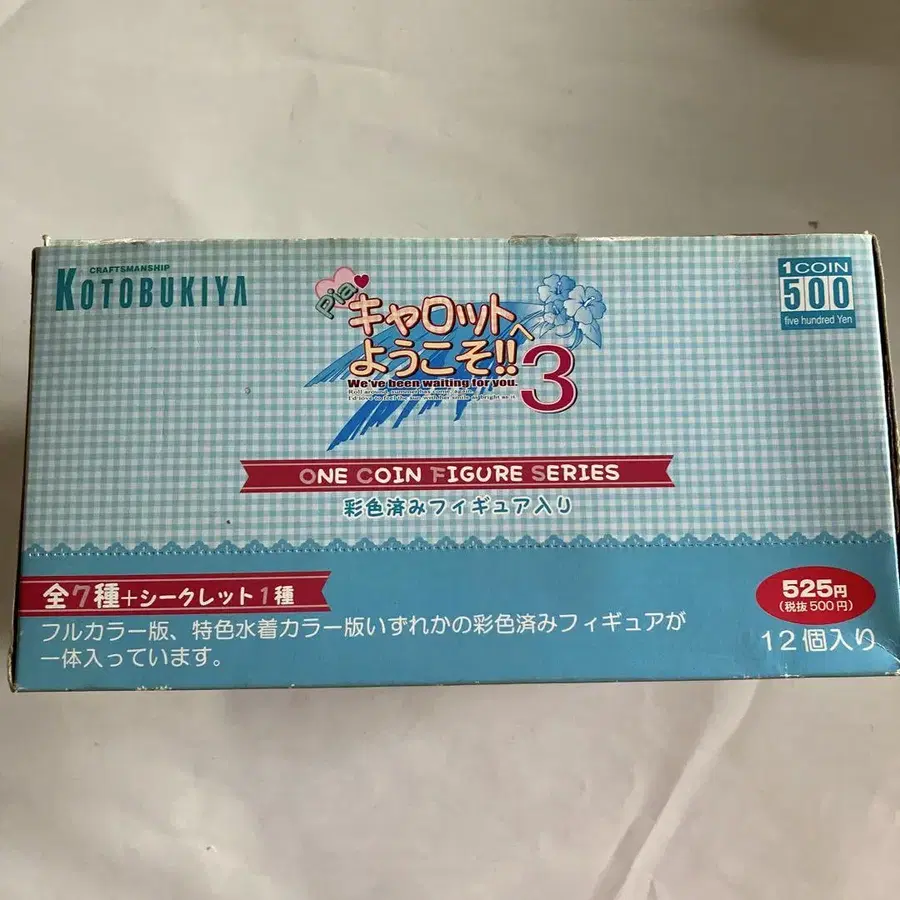 CRAFTSMANSHIP
KOTOBUKIYA
Pia
キャロットへ
ようこそ!!
3
We've been waiting for you.
1COIN
500
five hundred Yen
ONE COIN FIGURE SERIES
彩色済みフィギュア入り
全7種+シークレット1種
フルカラー版、特色水着カラー版いずれかの彩色済みフィギュアが
一体入っています。
525円
(税抜500円)
12個入り